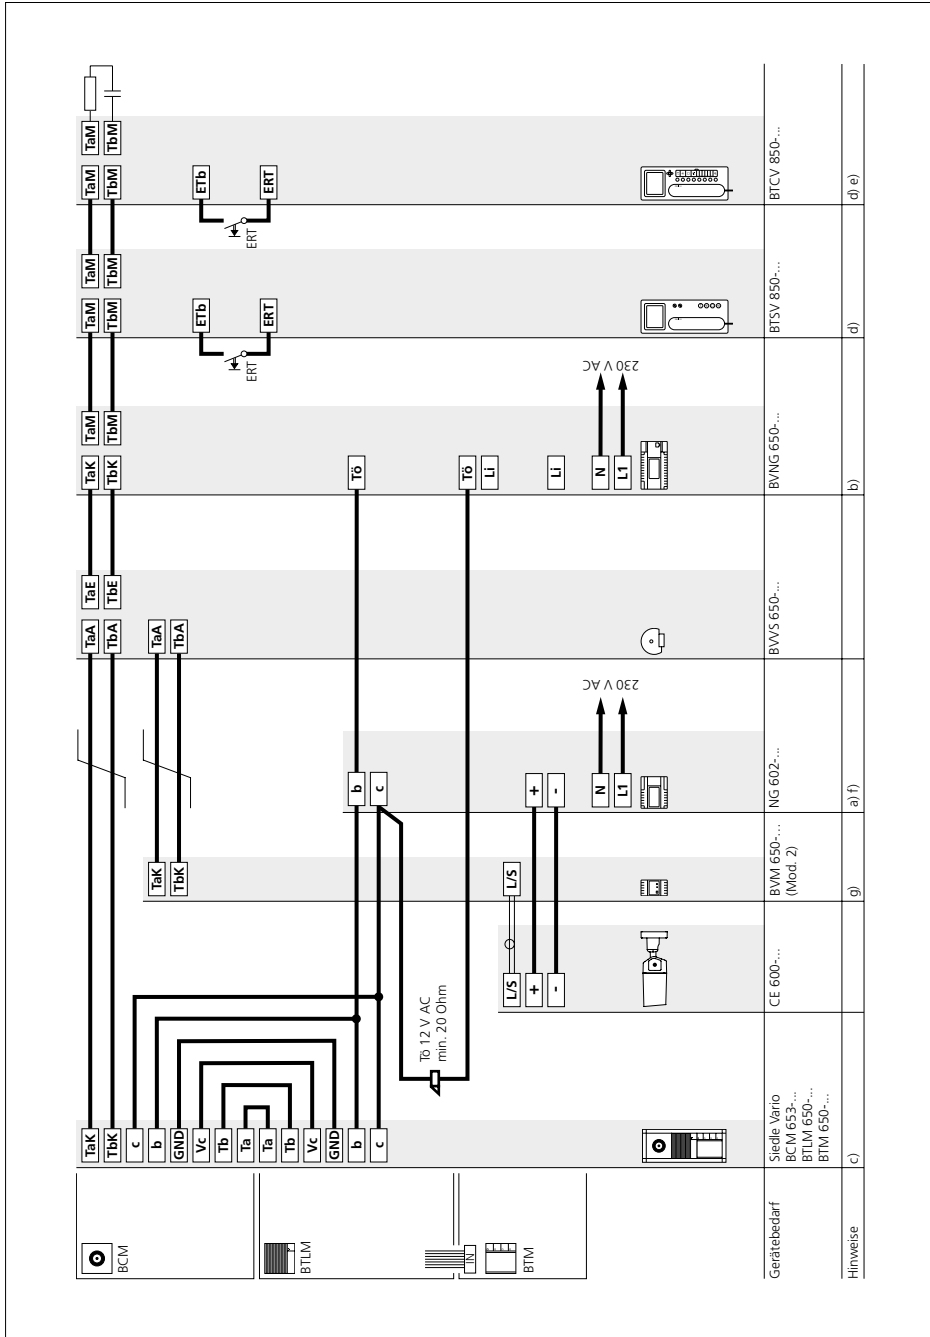 BCM
BTLM
IN
BTM
TaK
TbK
c
b
GND
Vc
Tb
Ta
Ta
Tb
Vc
GND
b
c
Tö 12 V AC
min. 20 Ohm
L/S
+
-
TaK
TbK
L/S
b
c
+
-
N
L1
230 V AC
TaA
TbA
TaA
TbA
TaE
TbE
TaK
TbK
TaM
TbM
Tö
Tö
Li
Li
N
L1
230 V AC
TaM
TbM
TaM
TbM
ETb
ERT
ERT
TaM
TbM
TaM
TbM
ETb
ERT
ERT
Gerätebedarf
Siedle Vario
BCM 653-...
BTLM 650-...
BTM 650-...
CE 600-...
BVM 650-...
(Mod. 2)
NG 602-...
BVVS 650-...
BVNG 650-...
BTSV 850-...
BTCV 850-...
Hinweise
c)
g)
a) f)
b)
d)
d) e)